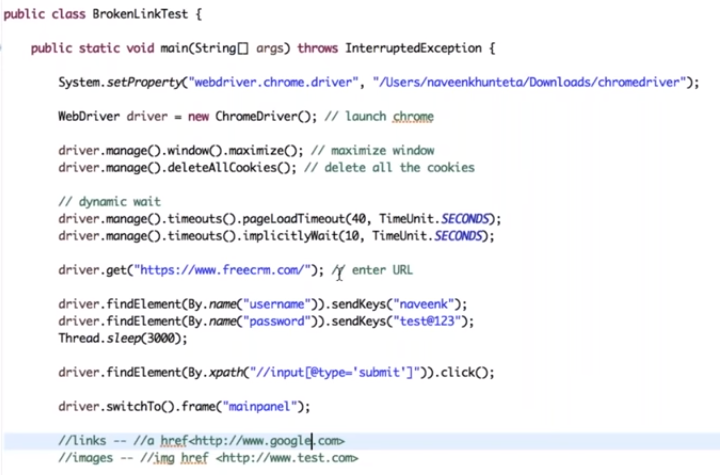 public class BrokenLinkTest {
public static void main(String[] args) throws InterruptedException {
System.setProperty("webdriver.chrome.driver", "/Users/naveenkhunteta/Downloads/chromedriver");
WebDriver driver = new ChromeDriver(); // launch chrome
driver.manage().window().maximize(); // maximize window
driver.manage().deleteAllCookies(); // delete all the cookies
// dynamic wait
driver.manage().timeouts().pageLoadTimeout(40, TimeUnit.SECONDS);
driver.manage().timeouts().implicitlyWait(10, TimeUnit.SECONDS);
driver.get("https://www.freecrm.com/"); // enter URL
driver.findElement(By.name("username")).sendKeys("naveenk");
driver.findElement(By.name("password")).sendKeys("test@123");
Thread.sleep(3000);
driver.findElement(By.xpath("//input[@type='submit']")).click();
driver.switchTo().frame("mainpanel");
//links -- //a href<http://www.google.com>
//images -- //img href <http://www.test.com>